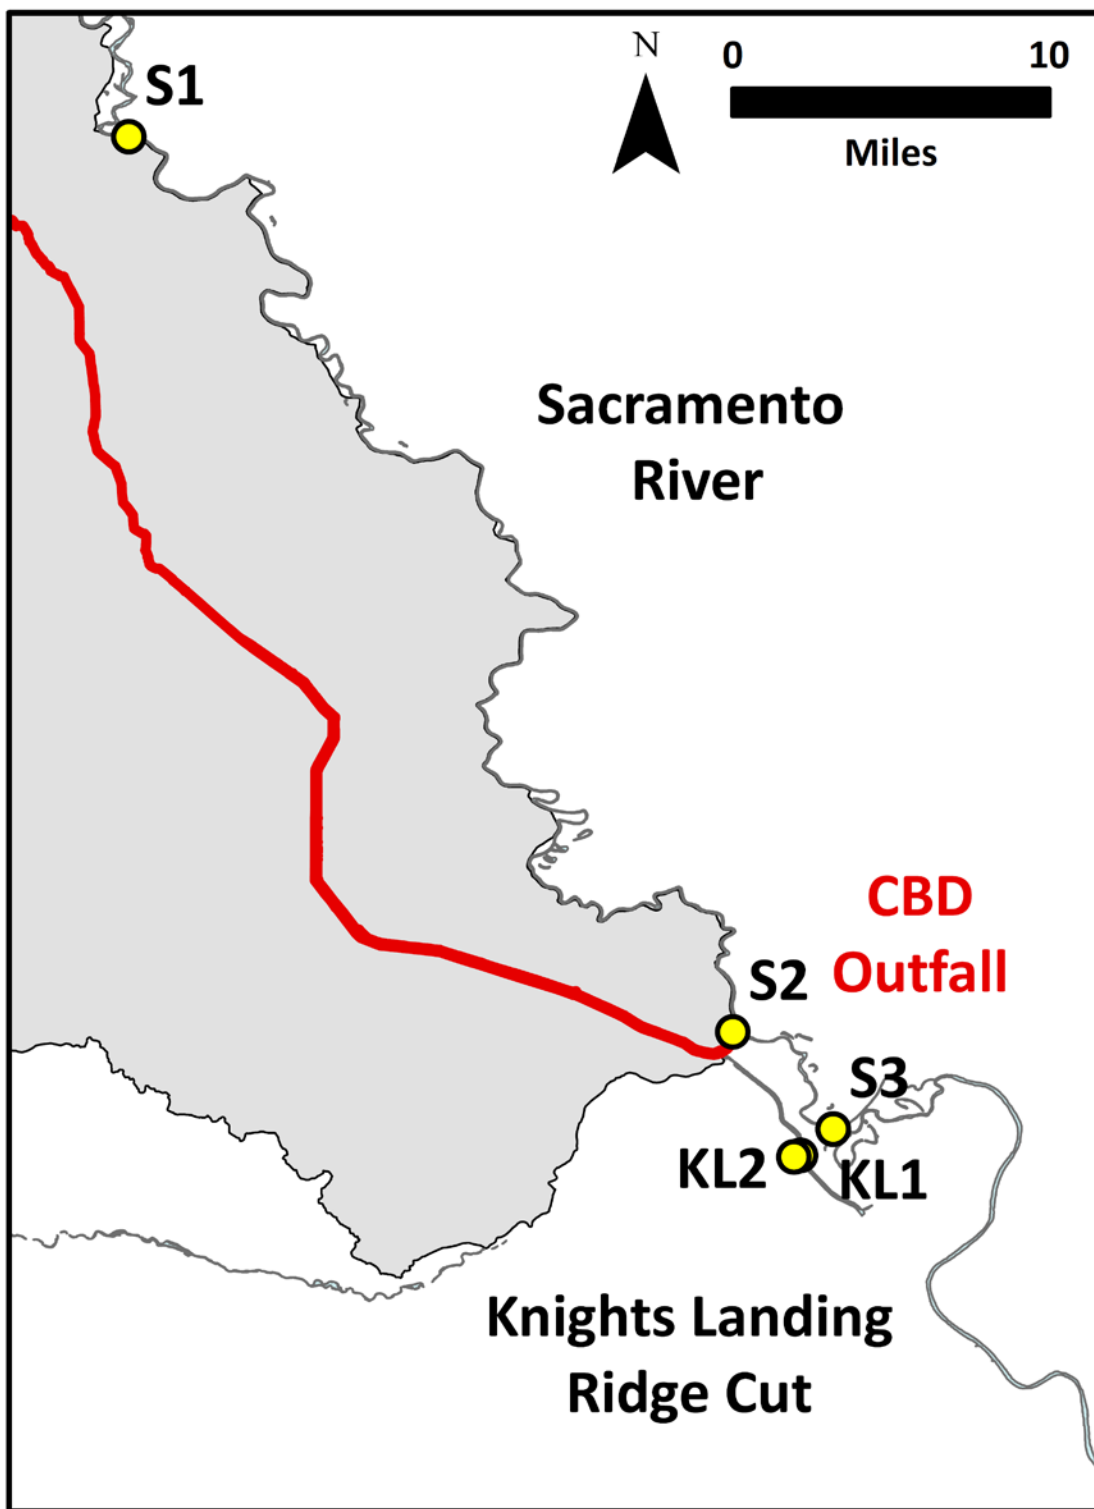 N
0 10
Miles
S1
Sacramento
River
CBD
Outfall
S2
S3
KL2
KL1
Knights Landing
Ridge Cut